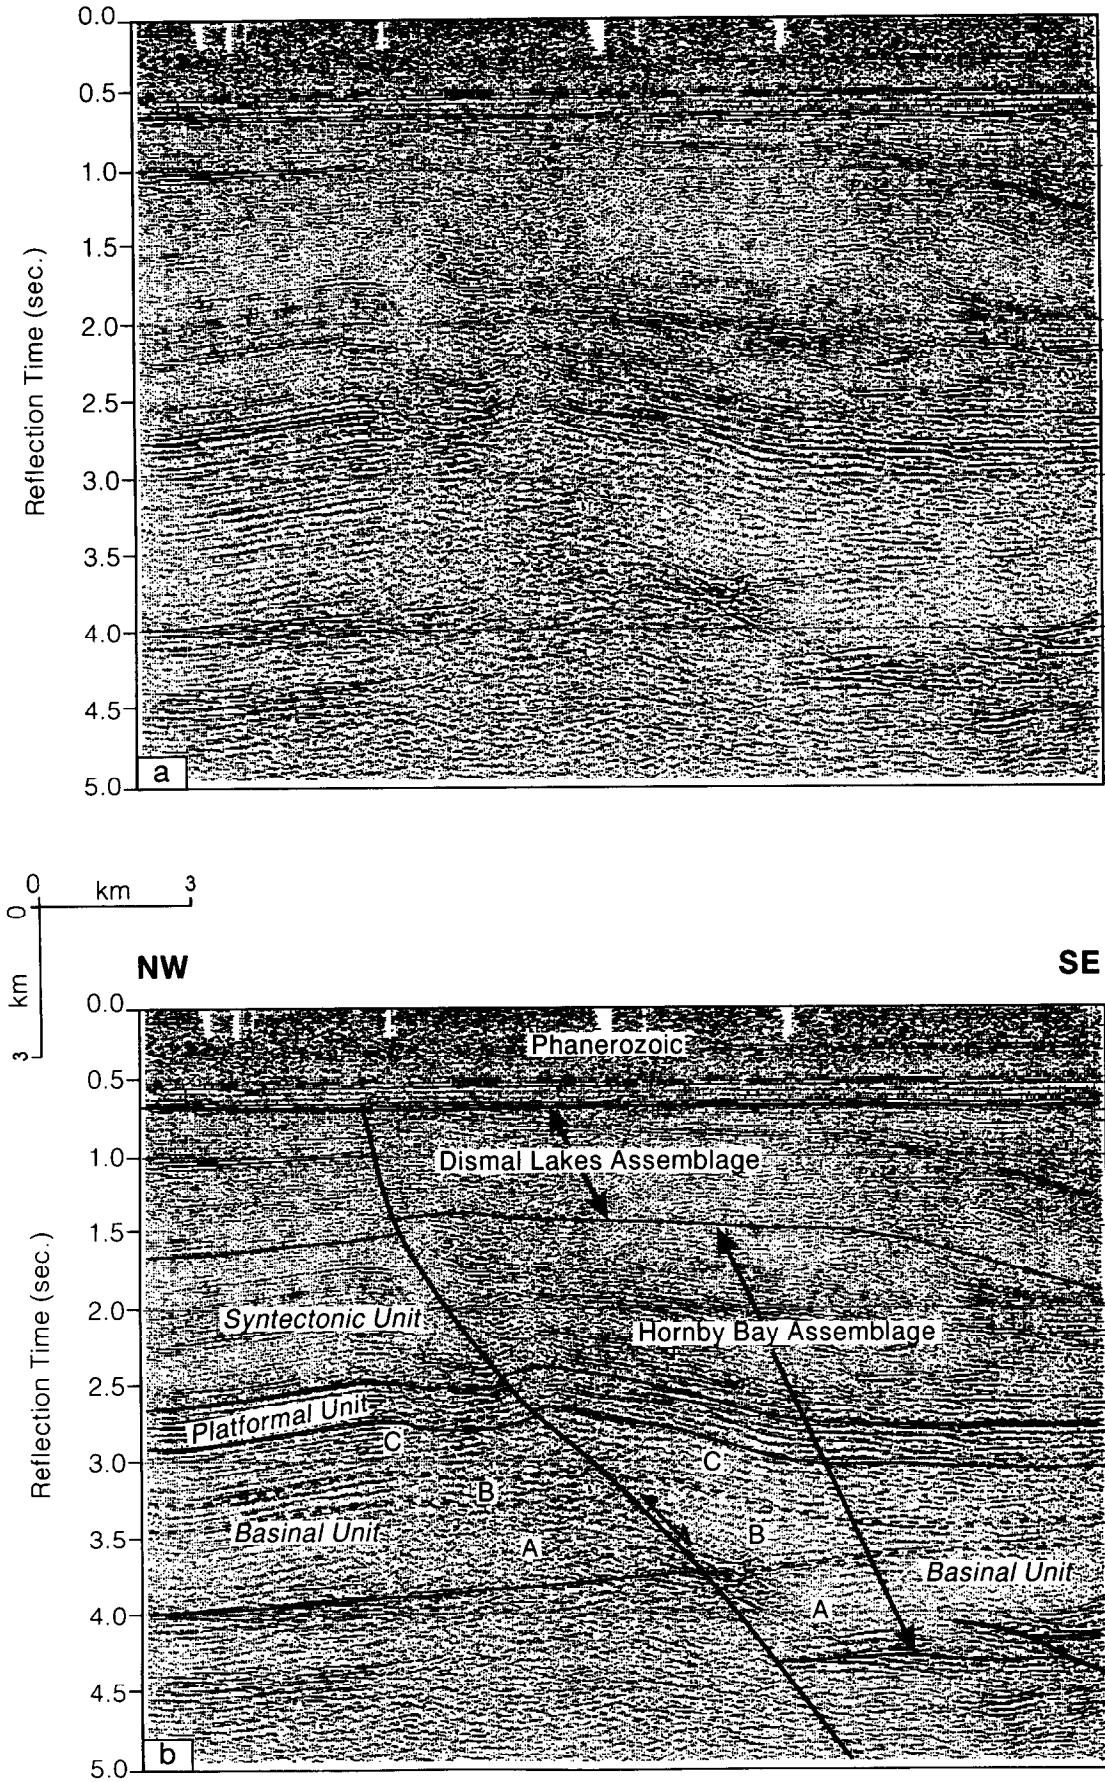 0.0
0.5
1.0
1.5
2.0
2.5
3.0
3.5
4.0
4.5
5.0
Reflection Time (sec.)
a
0 km 3
0
km
3
NW SE
0.0
0.5
1.0
1.5
2.0
2.5
3.0
3.5
4.0
4.5
5.0
Reflection Time (sec.)
Phanerozoic
Dismal Lakes Assemblage
Syntectonic Unit
Hornby Bay Assemblage
Platformal Unit
C
C
B
B
Basinal Unit
A
Basinal Unit
A
b